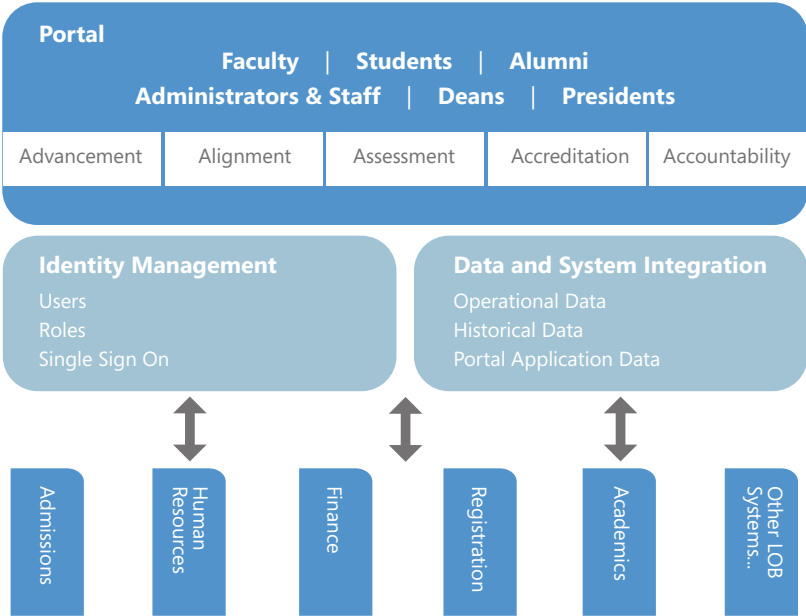 Portal
Faculty | Students | Alumni
Administrators & Staff | Deans | Presidents
Advancement
Alignment
Assessment
Accreditation
Accountability
Identity Management
Users
Roles
Single Sign On
Data and System Integration
Operational Data
Historical Data
Portal Application Data
Admissions
Human
Resources
Finance
Registration
Academics
Other LOB
Systems...